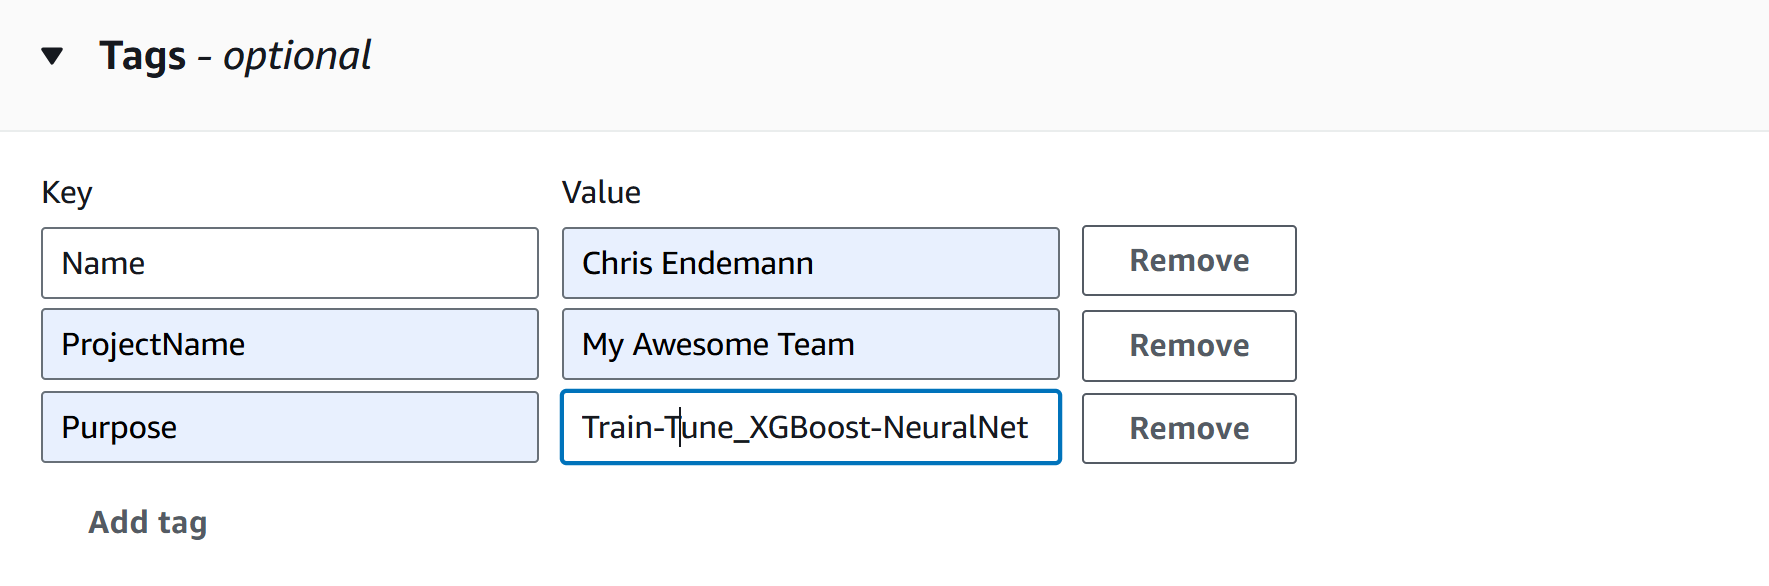 Tags - optional
Key Value
Name Chris Endemann Remove
ProjectName My Awesome Team Remove
Purpose Train-Tune_XGBoost-NeuralNet Remove
Add tag